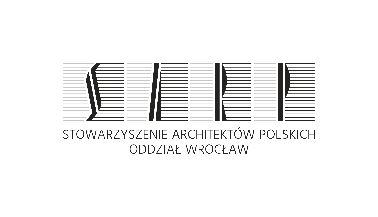 SARP
STOWARZYSZENIE ARCHITEKTÓW POLSKICH
ODDZIAŁ WROCŁAW